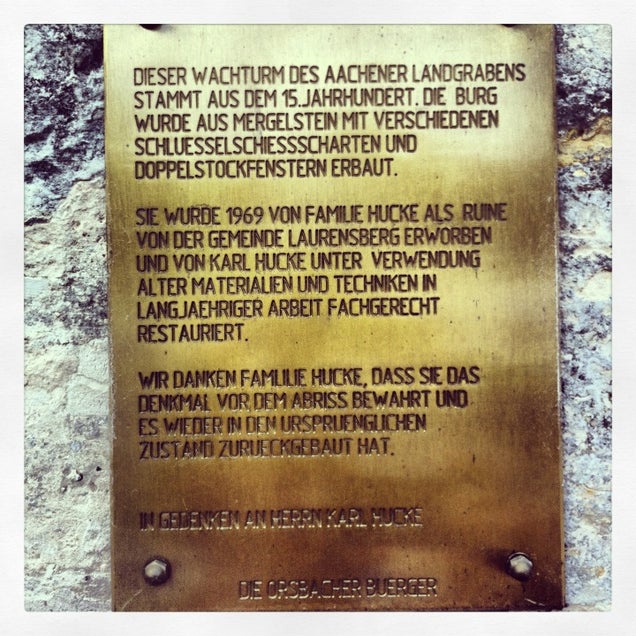 DIESER WACHTURM DES AACHENER LANDGRABENS
STAMMT AUS DEM 15.JAHRHUNDERT. DIE BURG
WURDE AUS MERGELSTEIN MIT VERSCHIEDENEN
SCHLUESSELSCHIESSSCHARTEN UND
DOPPELSTOCKFENSTERN ERBAUT.
SIE WURDE 1969 VON FAMILIE HUCKE ALS RUINE
VON DER GEMEINDE LAURENSBERG ERWORBEN
UND VON KARL HUCKE UNTER VERWENDUNG
ALTER MATERIALIEN UND TECHNIKEN IN
LANGJAEHRIGER ARBEIT FACHGERECHT
RESTAURIERT.
WIR DANKEN FAMLILIE HUCKE, DASS SIE DAS
DENKMAL VOR DEM ABRISS BEWAHRT UND
ES WIEDER IN DEN URSPRUENGLICHEN
ZUSTAND ZURUECKGEBAUT HAT.
IN GEDENKEN AN HERRN KARL HUCKE
DIE ORSBACHER BUERGER